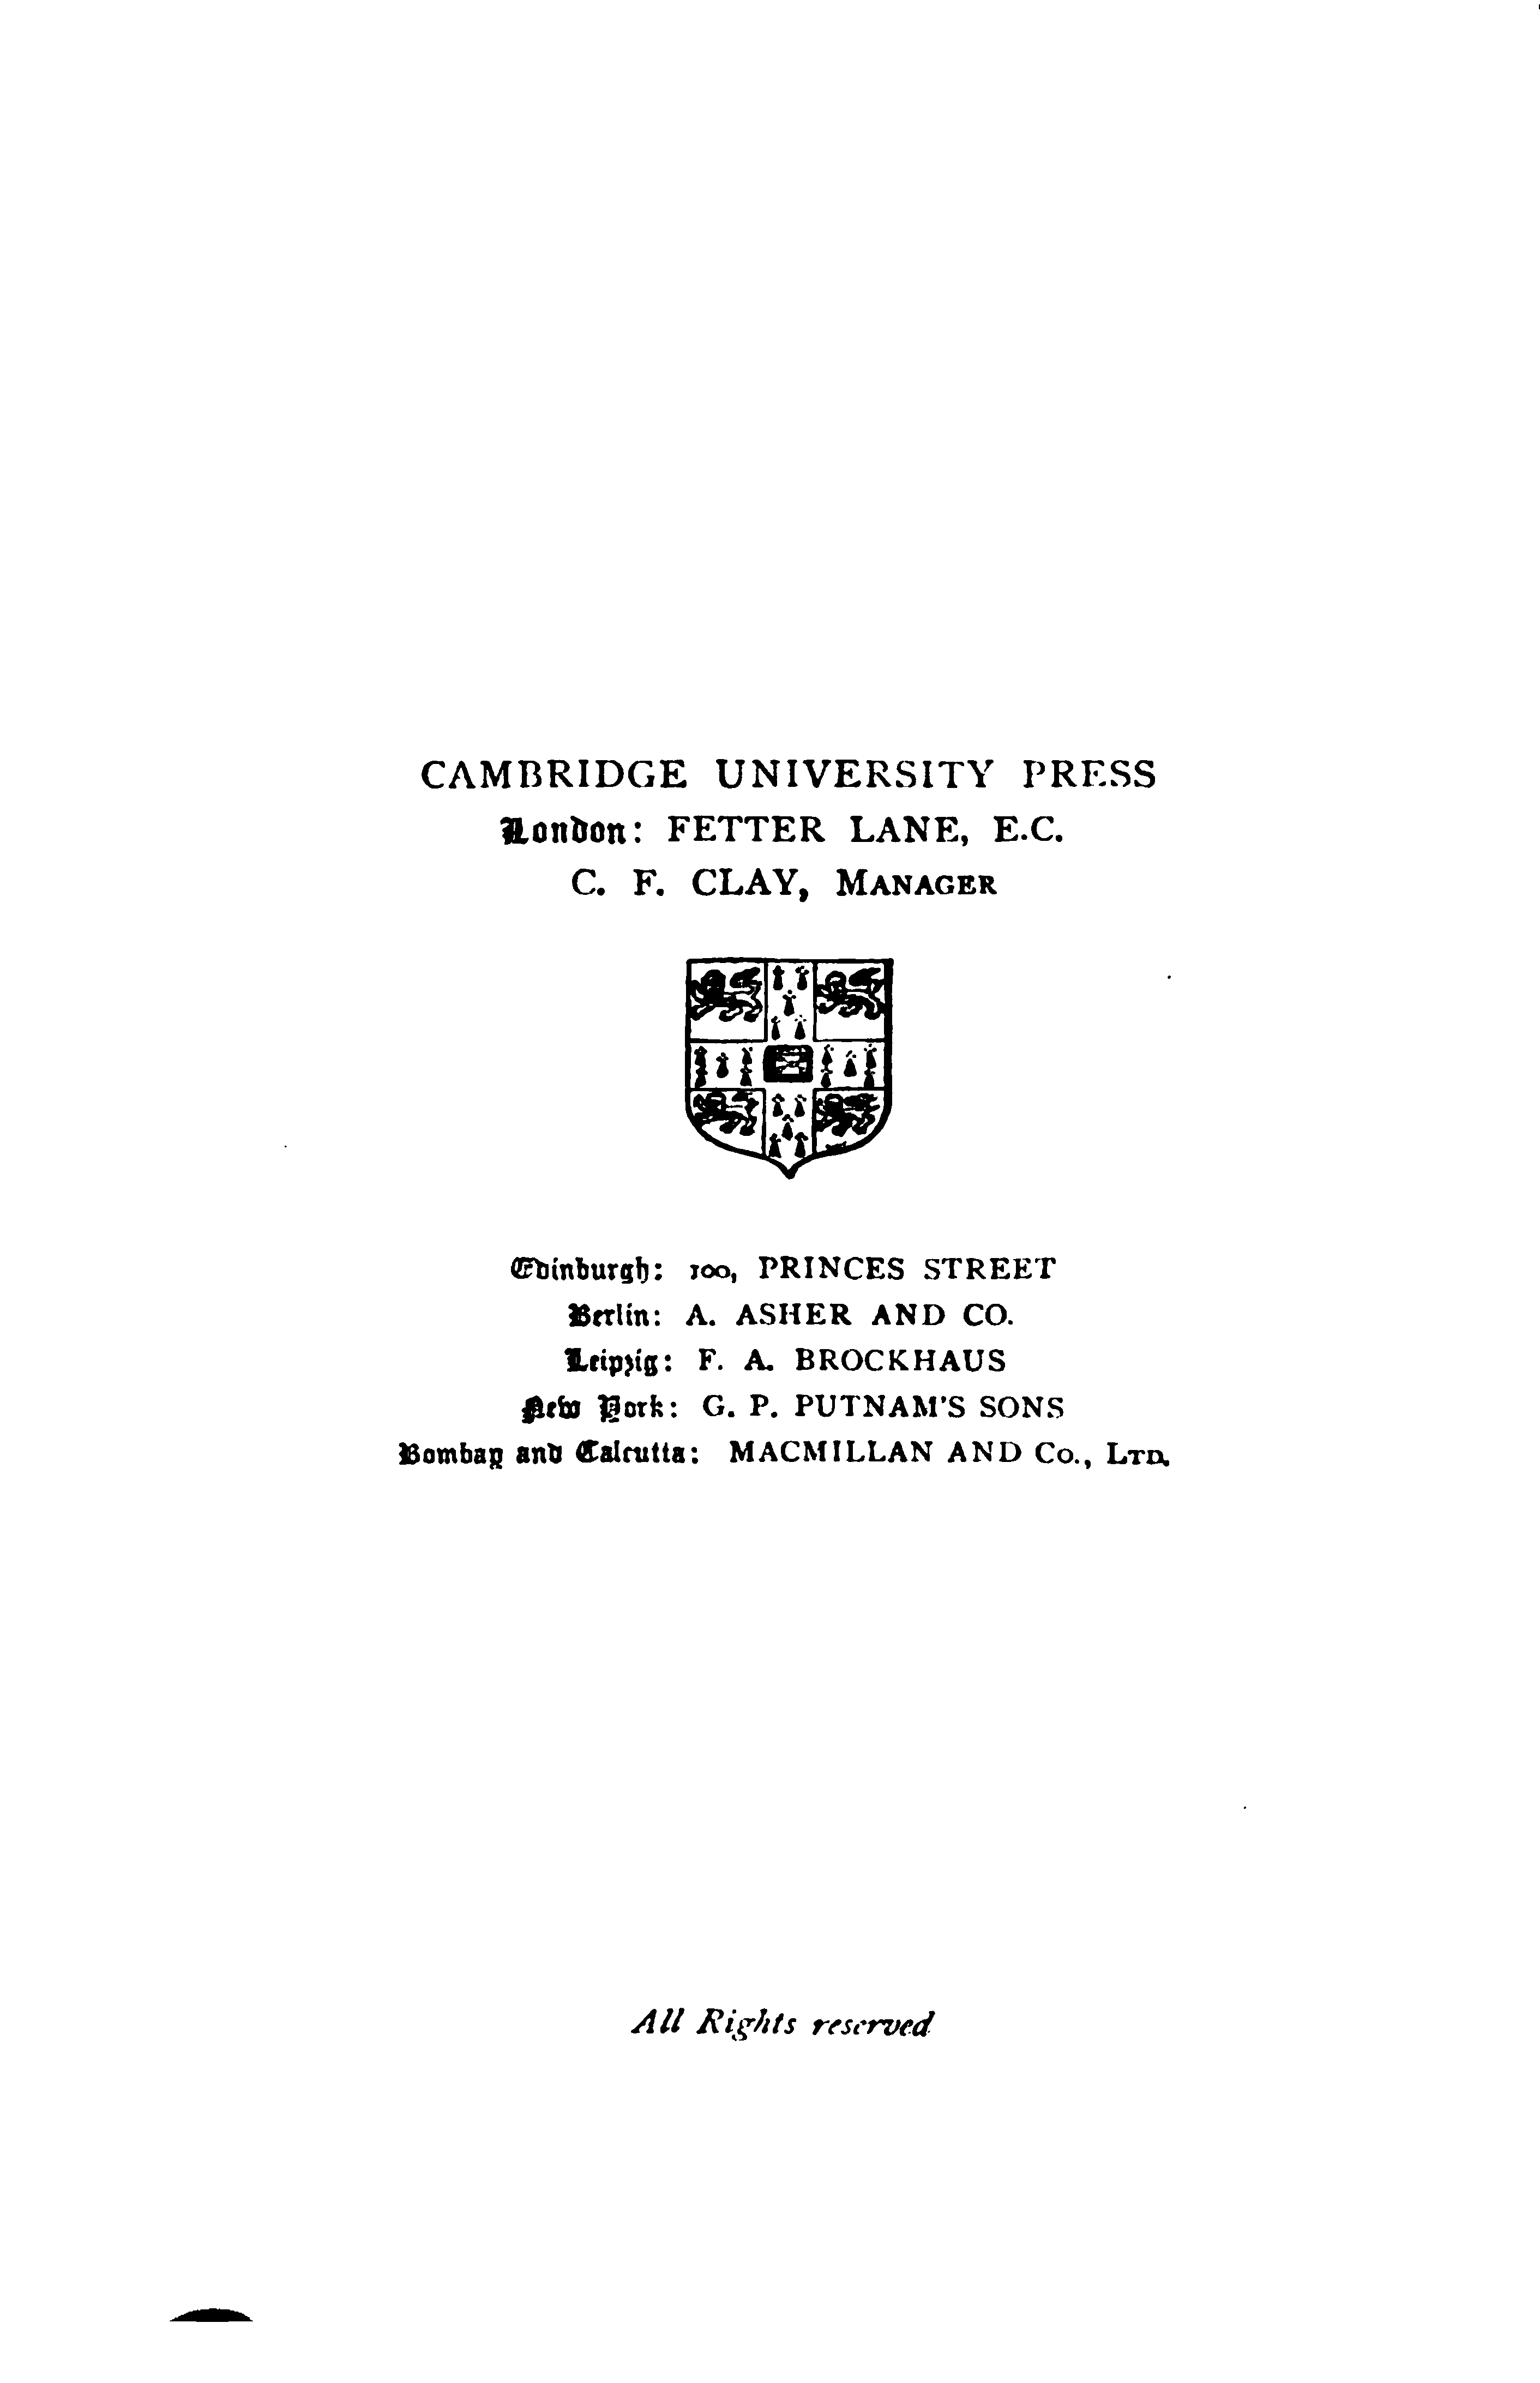 CAMBRIDGE UNIVERSITY PRESS
London: FETTER LANE, E.C.
C. F. CLAY, MANAGER
Edinburgh: 100, PRINCES STREET
Berlin: A. ASHER AND CO.
Leipzig: F. A. BROCKHAUS
New York: G. P. PUTNAM'S SONS
Bombay and Calcutta: MACMILLAN AND Co., LTD.
All Rights reserved